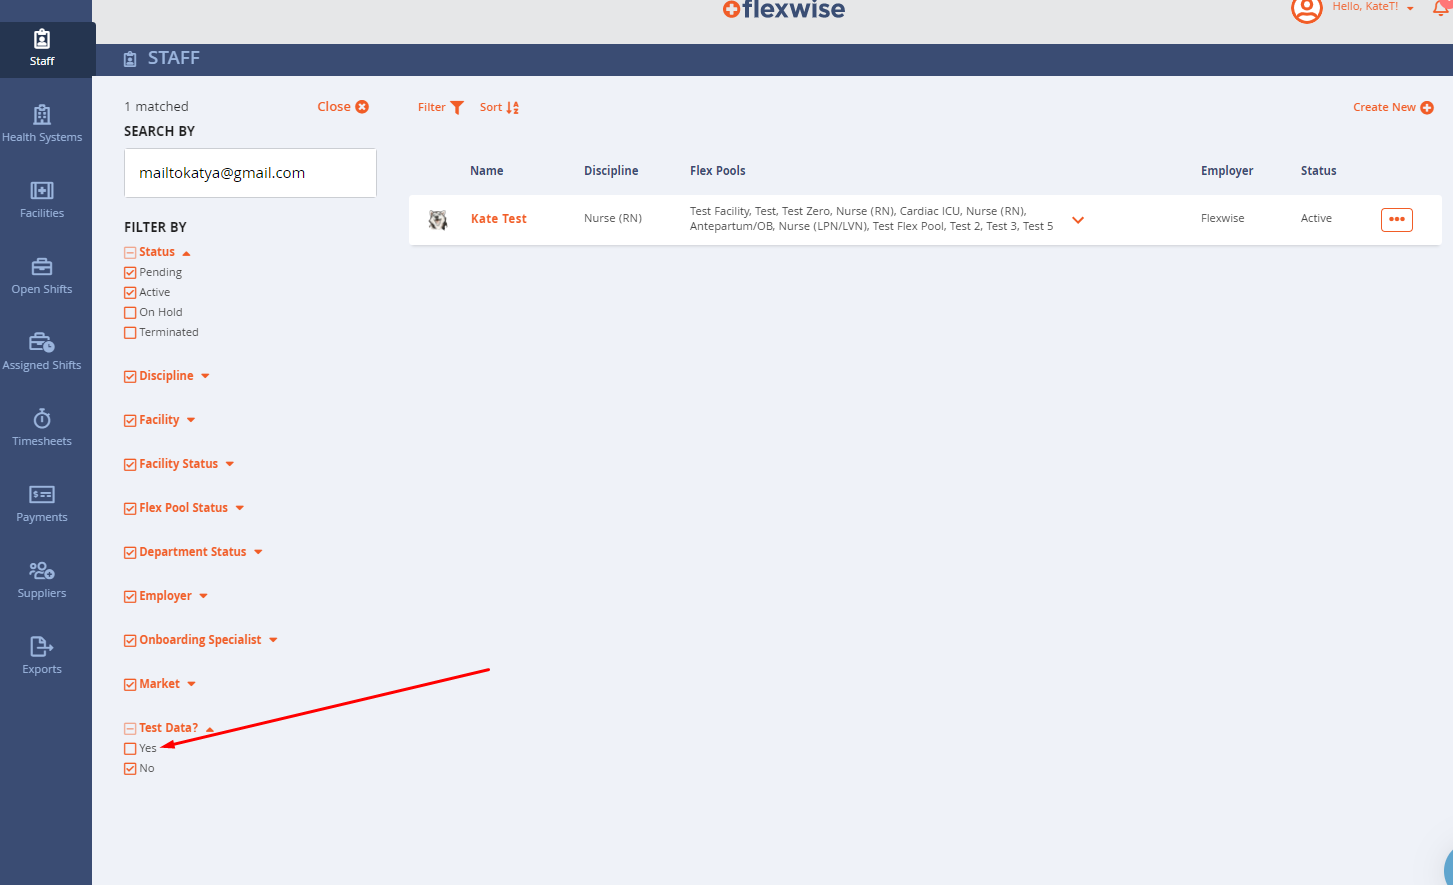 flexwise
Hello, KateT!
Staff
STAFF
Health Systems
Facilities
Open Shifts
Assigned Shifts
Timesheets
Payments
Suppliers
Exports
1 matched
Close
SEARCH BY
mailtokatya@gmail.com
FILTER BY
Status
Pending
Active
On Hold
Terminated
Discipline
Facility
Facility Status
Flex Pool Status
Department Status
Employer
Onboarding Specialist
Market
Test Data?
Yes
No
Filter Sort
Create New
Name Discipline Flex Pools Employer Status
Kate Test Nurse (RN) Test Facility, Test, Test Zero, Nurse (RN), Cardiac ICU, Nurse (RN), Flexwise Active
Antepartum/OB, Nurse (LPN/LVN), Test Flex Pool, Test 2, Test 3, Test 5